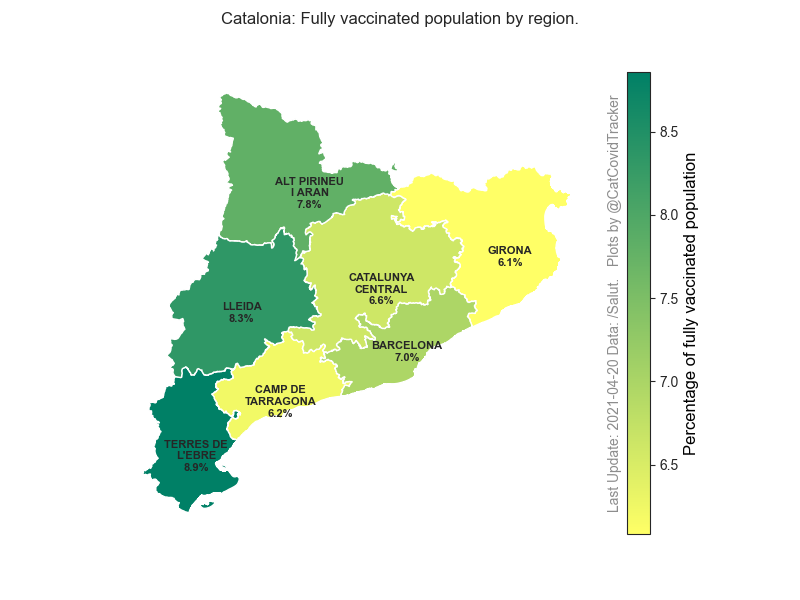 Catalonia: Fully vaccinated population by region.
ALT PIRINEU
I ARAN
7.8%
GIRONA
6.1%
CATALUNYA
CENTRAL
6.6%
LLEIDA
8.3%
BARCELONA
7.0%
CAMP DE
TARRAGONA
6.2%
TERRES DE
L'EBRE
8.9%
Last Update: 2021-04-20 Data: /Salut.   Plots by @CatCovidTracker
8.5
8.0
7.5
7.0
6.5
Percentage of fully vaccinated population